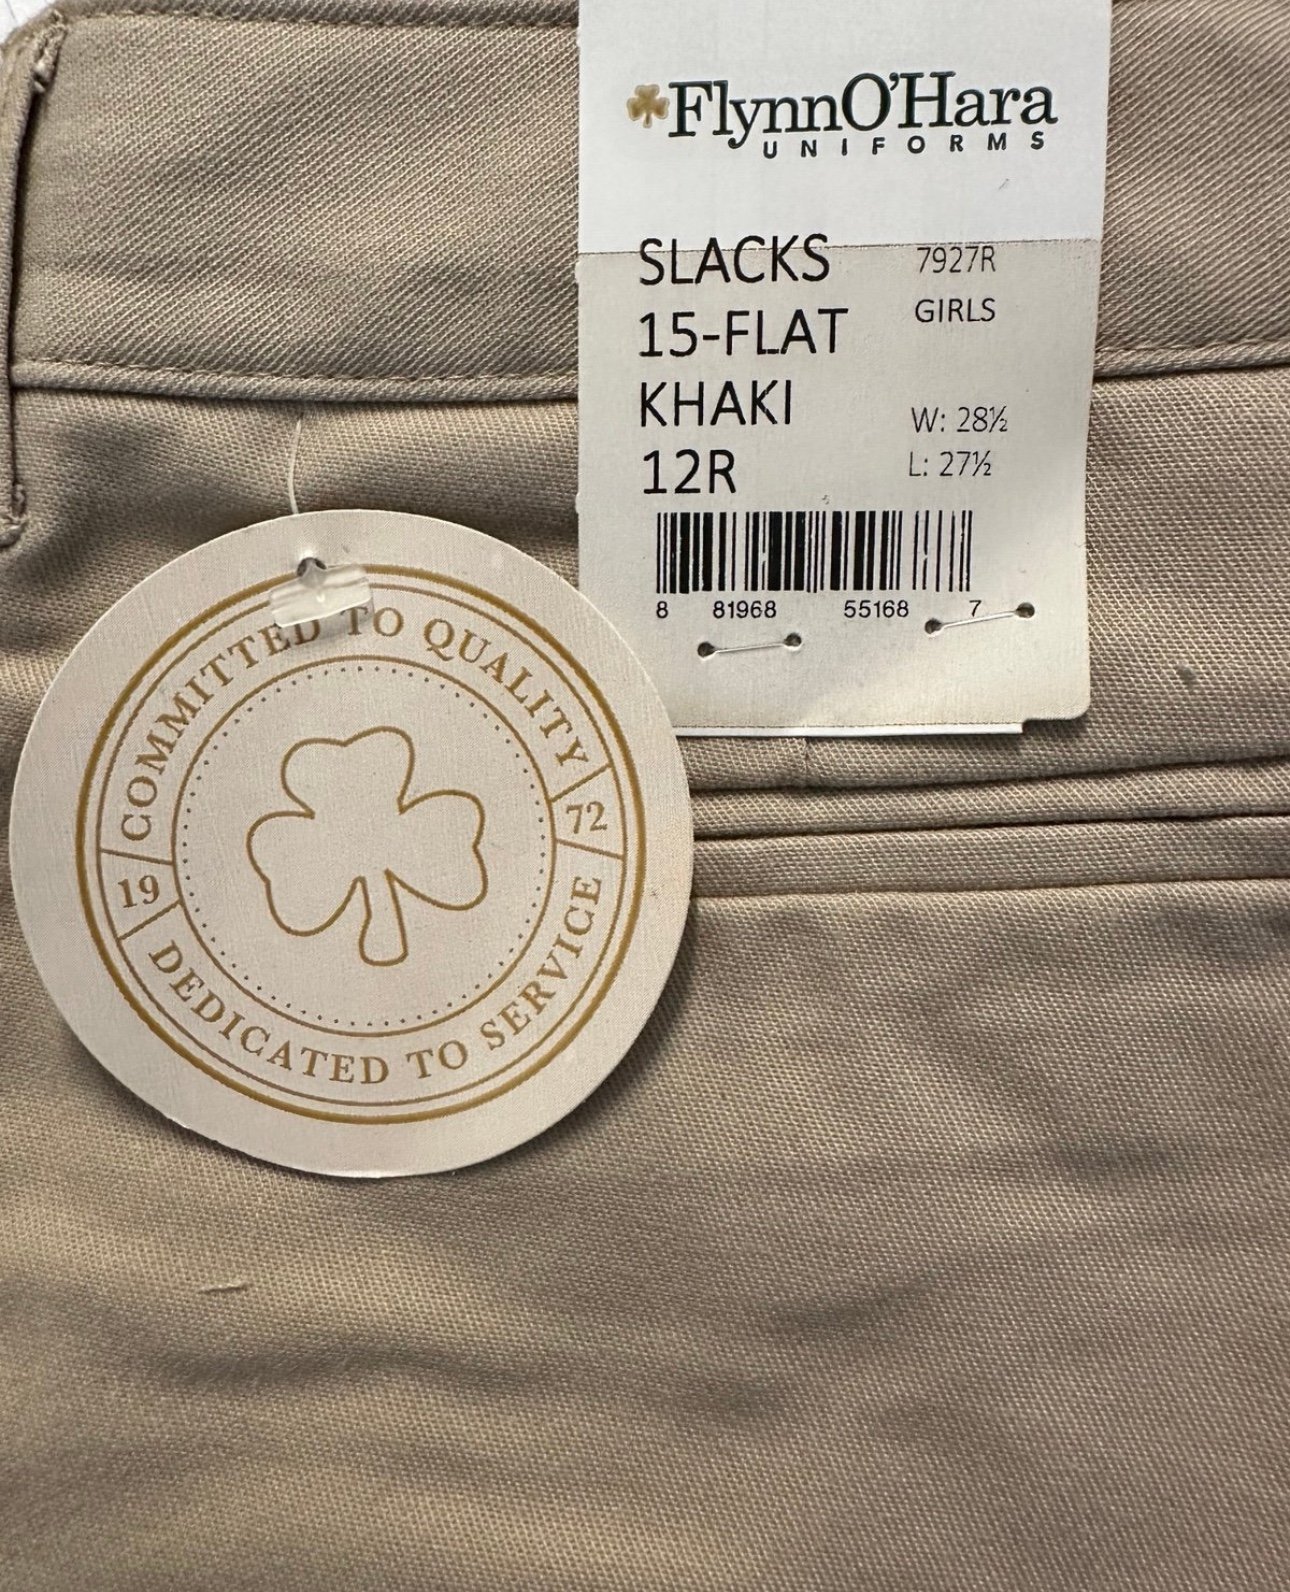 FlynnO'Hara
UNIFORMS
SLACKS 7927R
15-FLAT GIRLS
KHAKI W: 28½
12R L: 27½
8 81968 55168 7
COMMITTED TO QUALITY
19 72
DEDICATED TO SERVICE